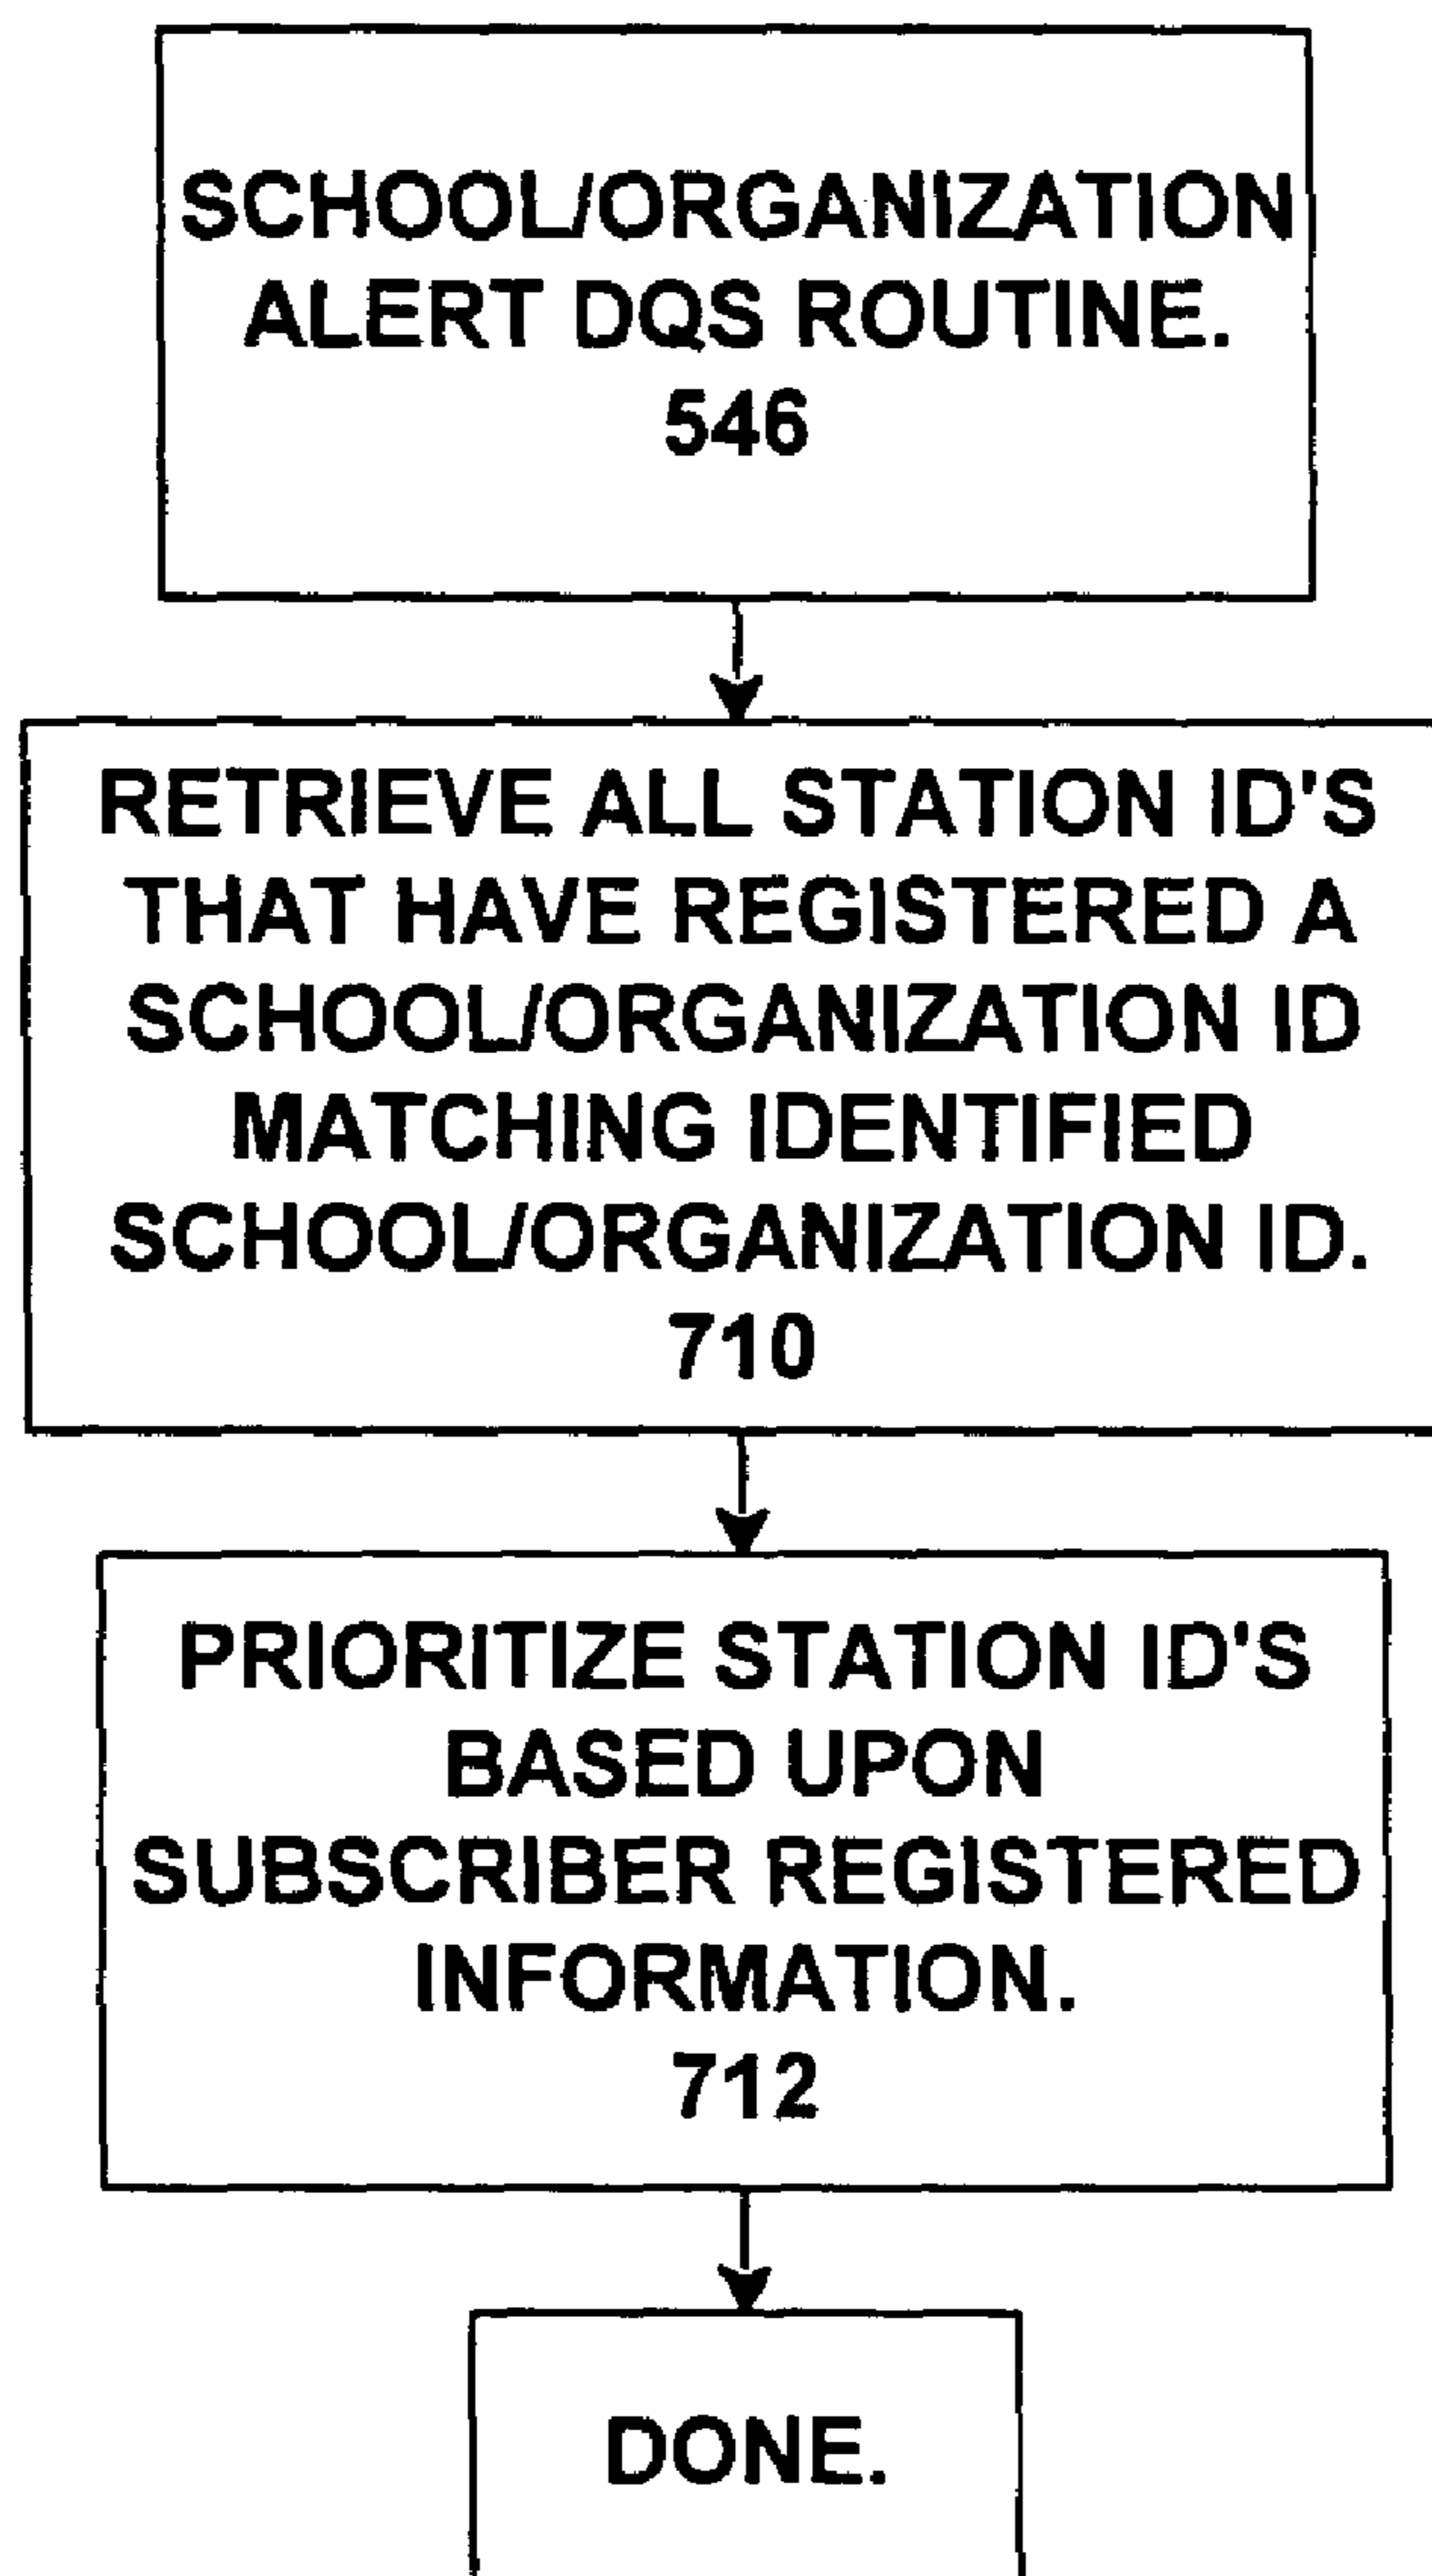 SCHOOL/ORGANIZATION
ALERT DQS ROUTINE.
546
RETRIEVE ALL STATION ID'S
THAT HAVE REGISTERED A
SCHOOL/ORGANIZATION ID
MATCHING IDENTIFIED
SCHOOL/ORGANIZATION ID.
710
PRIORITIZE STATION ID'S
BASED UPON
SUBSCRIBER REGISTERED
INFORMATION.
712
DONE.